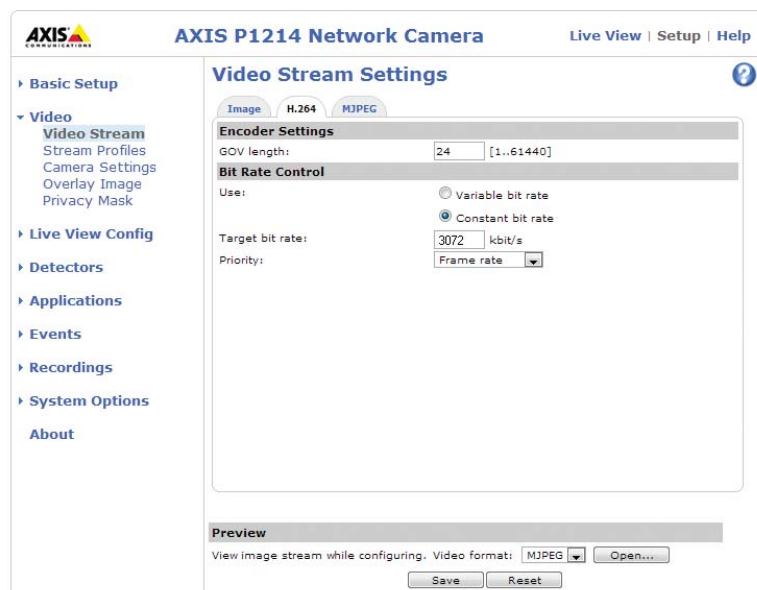 AXIS
COMMUNICATIONS
AXIS P1214 Network Camera
Live View | Setup | Help
Basic Setup
Video
Video Stream
Stream Profiles
Camera Settings
Overlay Image
Privacy Mask
Live View Config
Detectors
Applications
Events
Recordings
System Options
About
Video Stream Settings
?
Image H.264 MJPEG
Encoder Settings
GOV length: 24 [1..61440]
Bit Rate Control
Use: Variable bit rate
Constant bit rate
Target bit rate: 3072 kbit/s
Priority: Frame rate
Preview
View image stream while configuring. Video format: MJPEG Open...
Save Reset